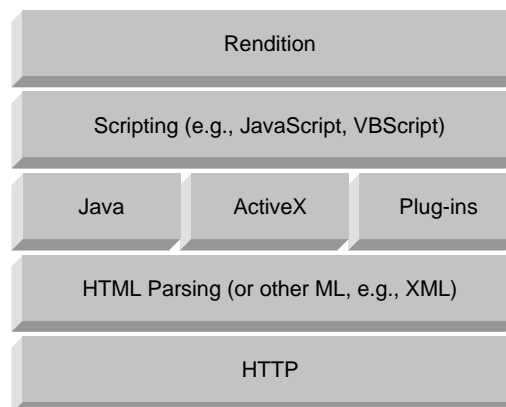 Rendition
Scripting (e.g., JavaScript, VBScript)
Java
ActiveX
Plug-ins
HTML Parsing (or other ML, e.g., XML)
HTTP